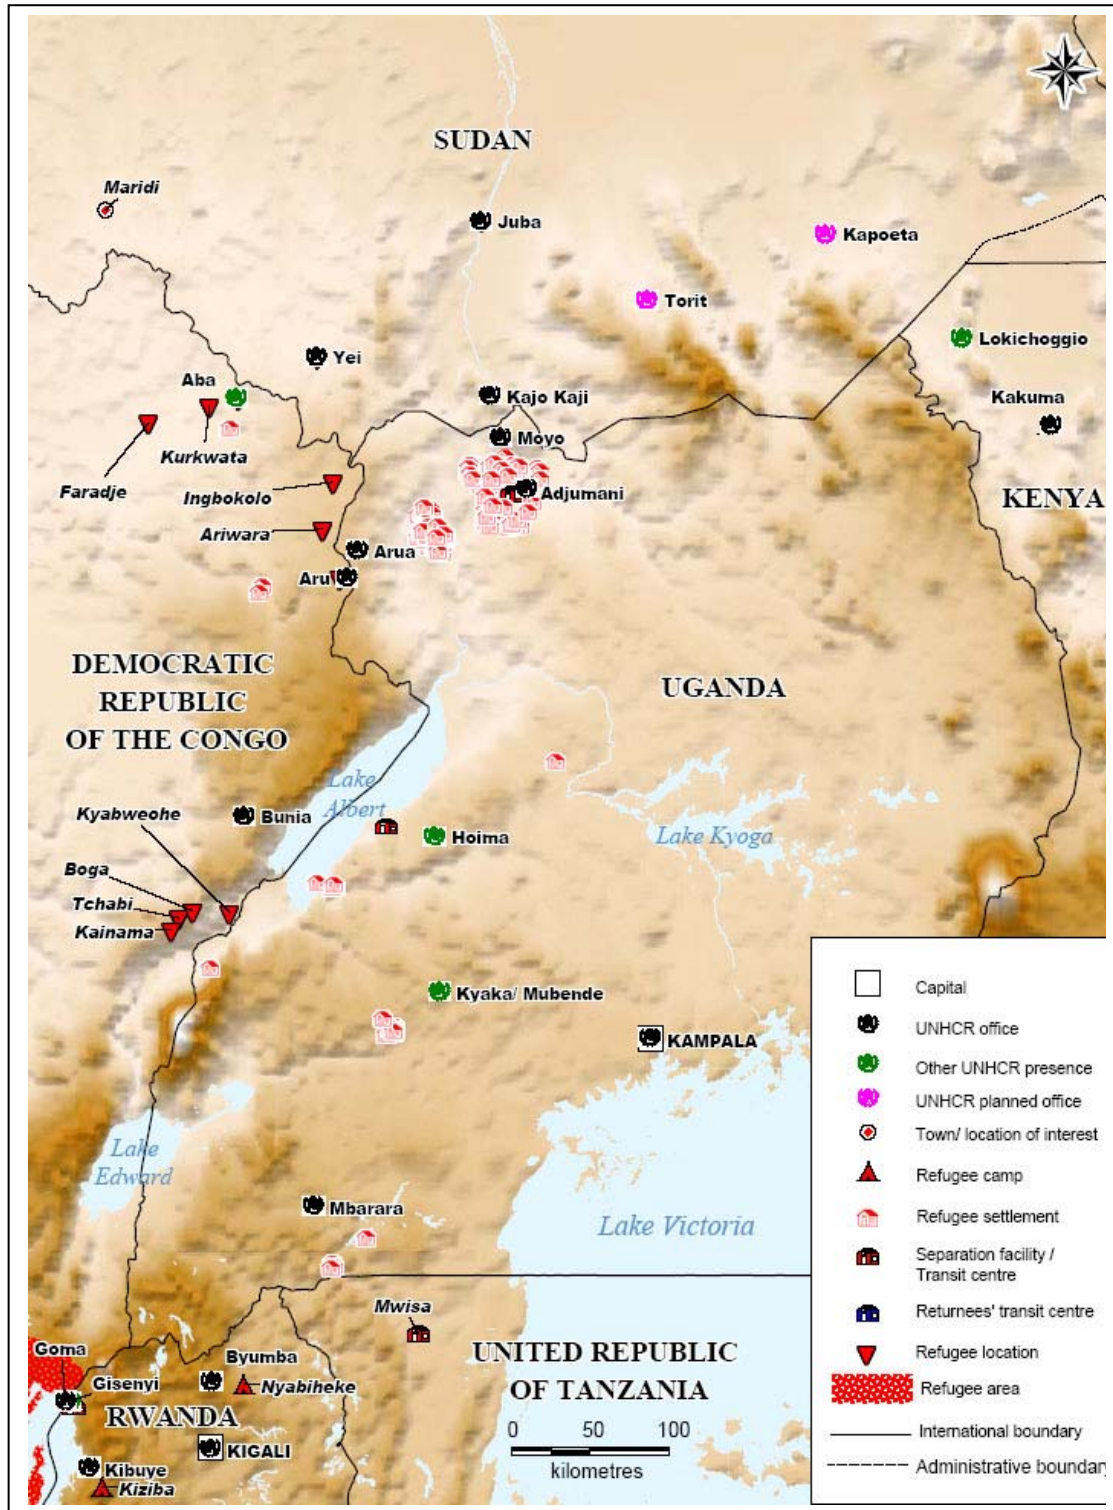 SUDAN
Maridi
Juba
Kapoeta
Torit
Lokichoggio
Yei
Aba
Kajo Kaji
Kakuma
Moyo
Kurkwata
Faradje
Ingbokolo
Adjumani
KENYA
Ariwara
Arua
Aru
DEMOCRATIC
REPUBLIC
OF THE CONGO
UGANDA
Lake
Albert
Kyabweohe
Bunia
Hoima
Lake Kyoga
Boga
Tchabi
Kainama
Kyaka/ Mubende
KAMPALA
Lake
Edward
Mbarara
Lake Victoria
Mwisa
Goma
Byumba
Gisenyi
Nyabiheke
UNITED REPUBLIC
OF TANZANIA
RWANDA
KIGALI
Kibuye
Kiziba
0 50 100
kilometres
Capital
UNHCR office
Other UNHCR presence
UNHCR planned office
Town/ location of interest
Refugee camp
Refugee settlement
Separation facility /
Transit centre
Returnees' transit centre
Refugee location
Refugee area
International boundary
Administrative boundary